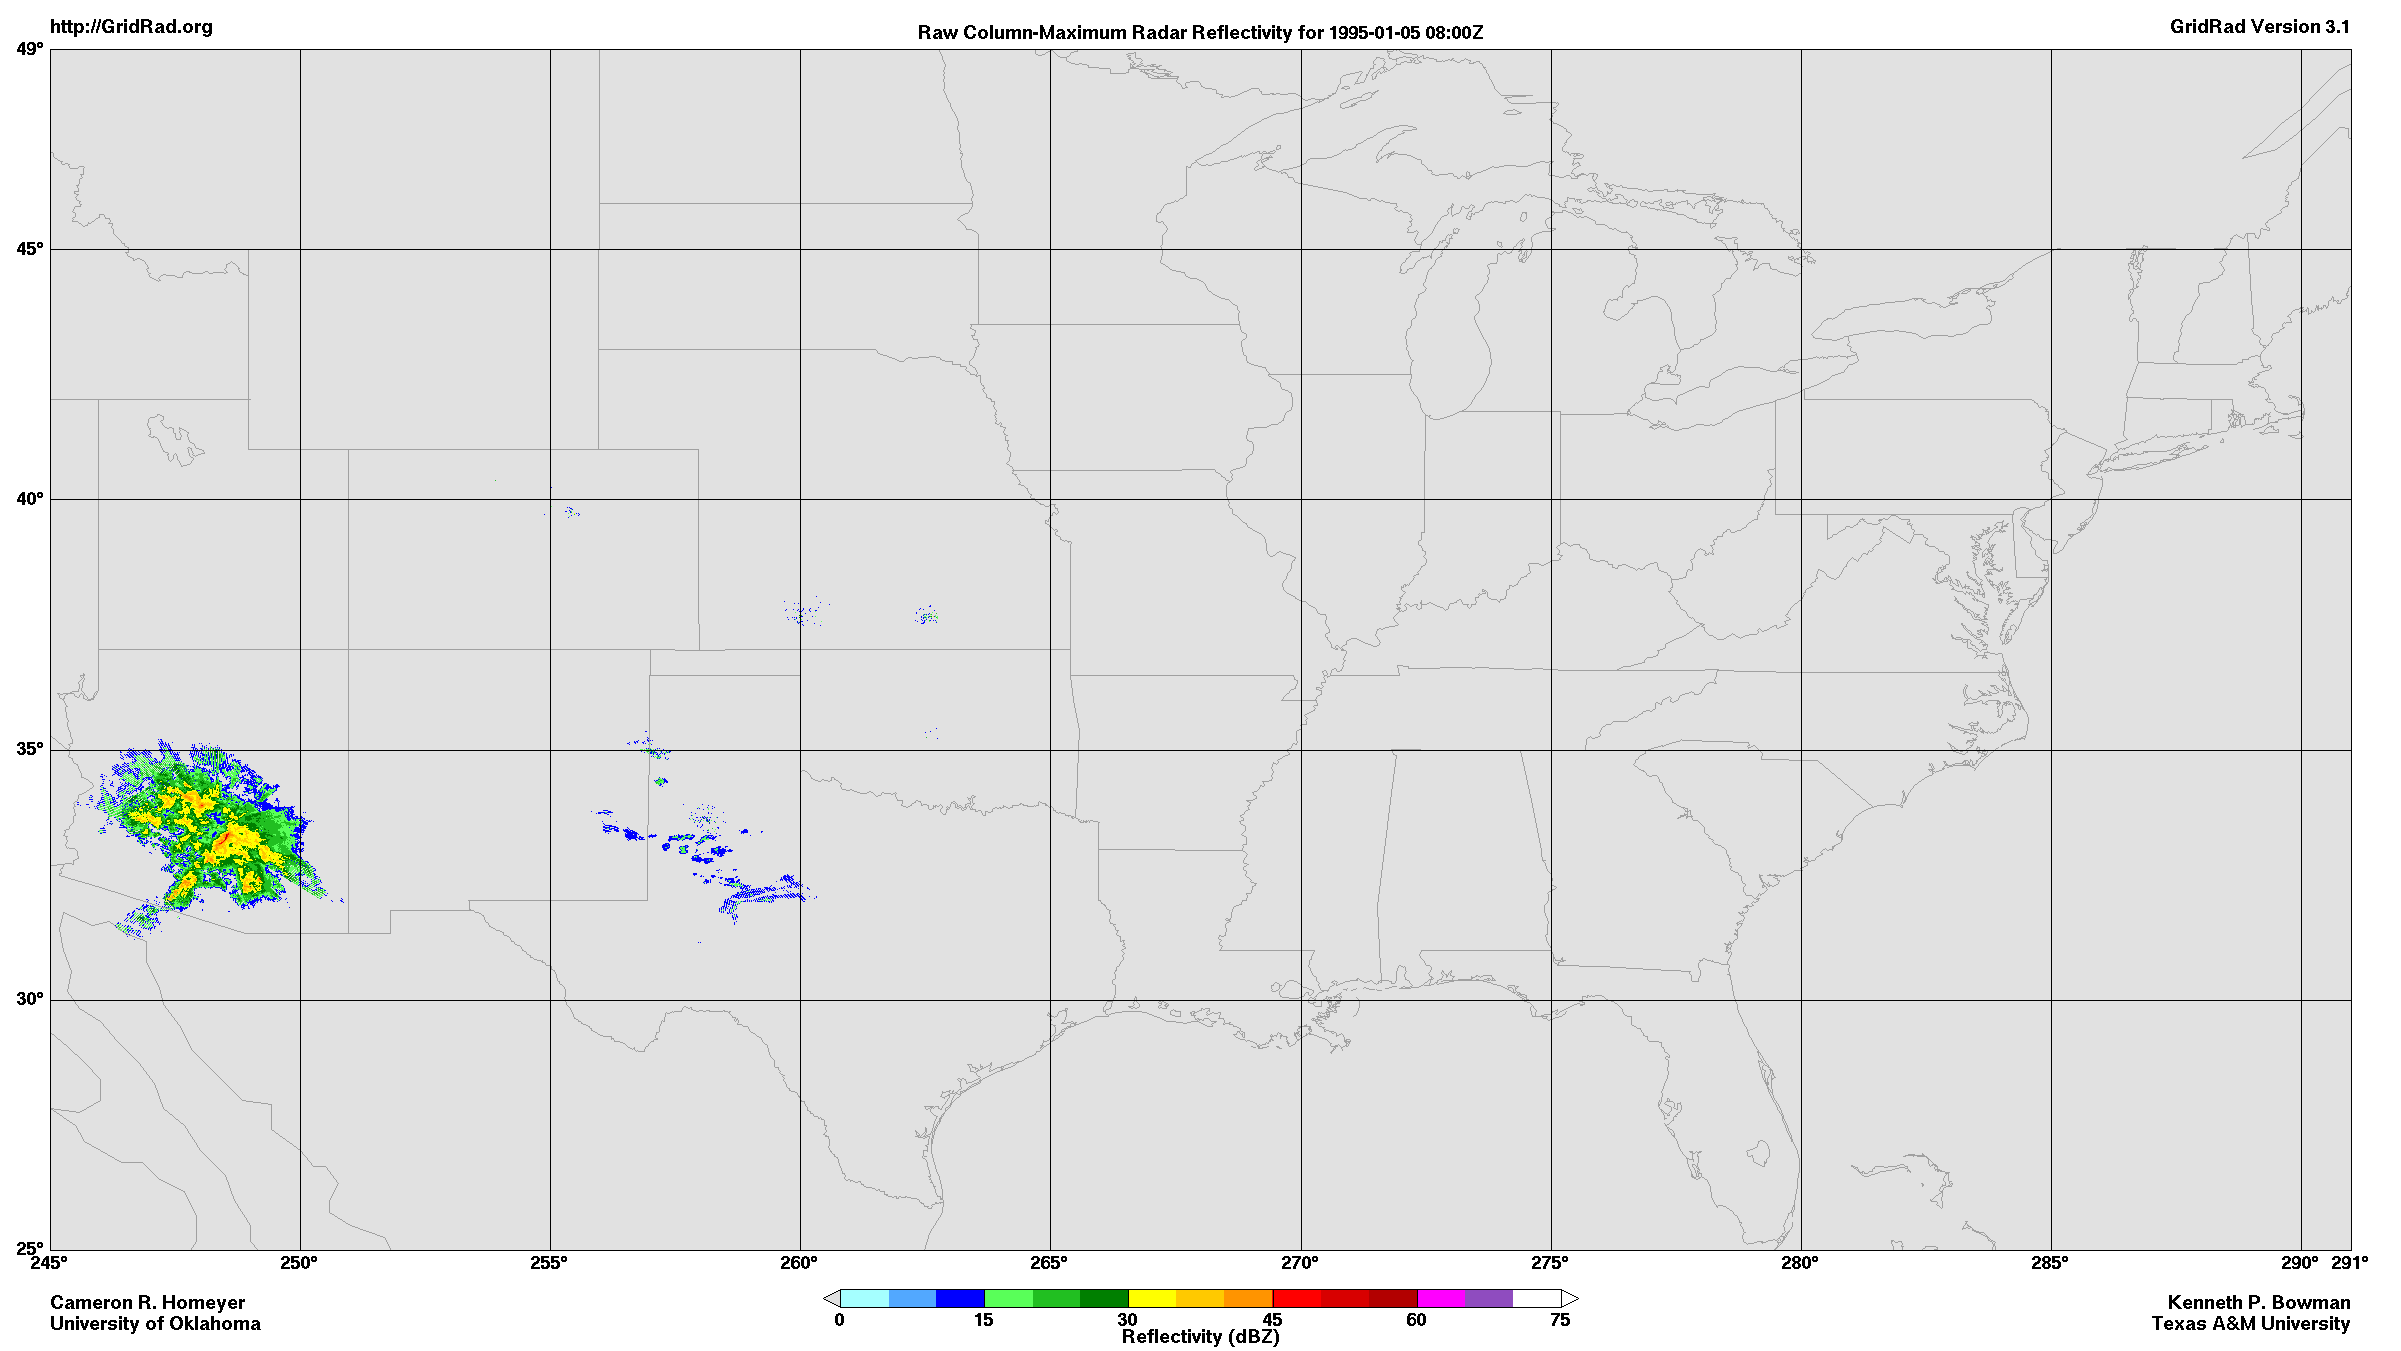 http://GridRad.org
Raw Column-Maximum Radar Reflectivity for 1995-01-05 08:00Z
GridRad Version 3.1
49°
45°
40°
35°
30°
25°
245° 250° 255° 260° 265° 270° 275° 280° 285° 290° 291°
0 15 30 45 60 75
Reflectivity (dBZ)
Cameron R. Homeyer
University of Oklahoma
Kenneth P. Bowman
Texas A&M University